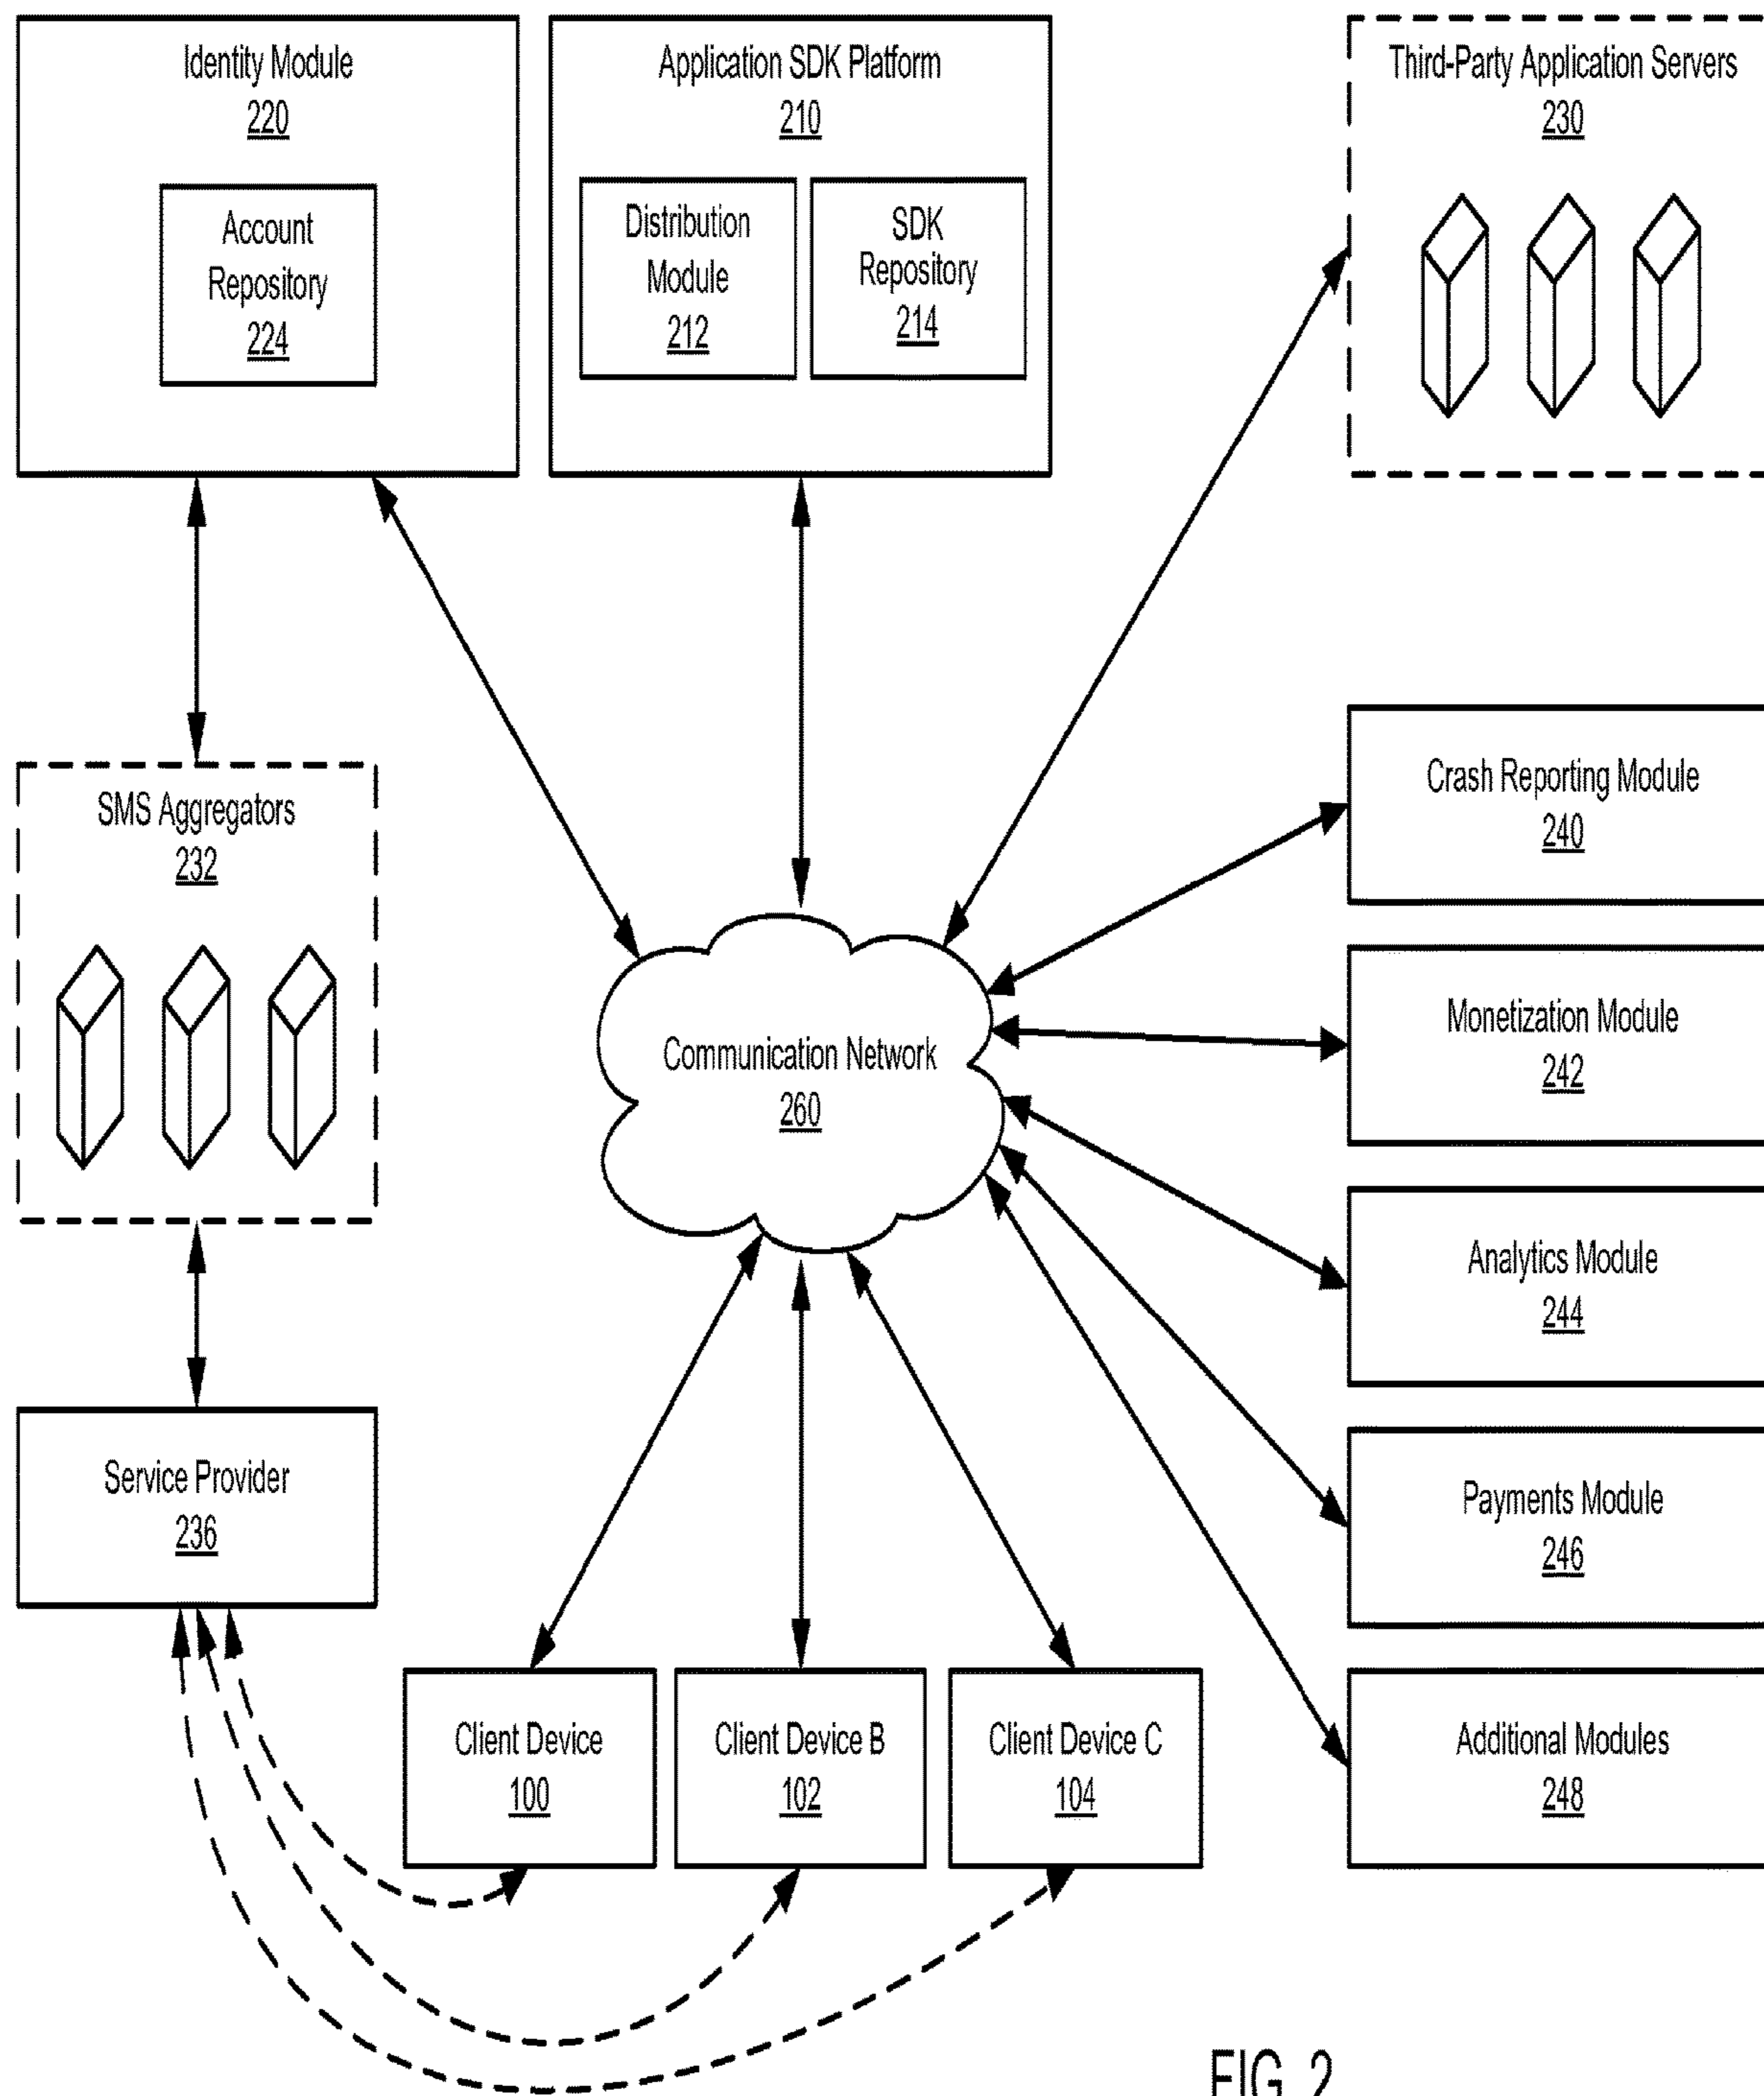 Identity Module
220
Account
Repository
224
Application SDK Platform
210
Distribution
Module
212
SDK
Repository
214
Third-Party Application Servers
230
SMS Aggregators
232
Communication Network
260
Crash Reporting Module
240
Monetization Module
242
Analytics Module
244
Payments Module
246
Additional Modules
248
Service Provider
236
Client Device
100
Client Device B
102
Client Device C
104
FIG. 2